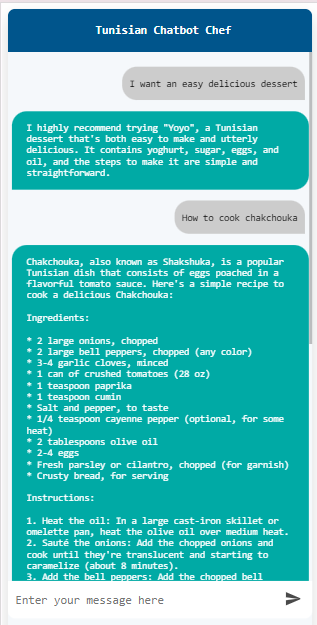 Tunisian Chatbot Chef
I want an easy delicious dessert
I highly recommend trying "Yoyo", a Tunisian
dessert that's both easy to make and utterly
delicious. It contains yoghurt, sugar, eggs, and
oil, and the steps to make it are simple and
straightforward.
How to cook chakchouka
Chakchouka, also known as Shakshuka, is a popular
Tunisian dish that consists of eggs poached in a
flavorful tomato sauce. Here's a simple recipe to
cook a delicious Chakchouka:
Ingredients:
* 2 large onions, chopped
* 2 large bell peppers, chopped (any color)
* 3-4 garlic cloves, minced
* 1 can of crushed tomatoes (28 oz)
* 1 teaspoon paprika
* 1 teaspoon cumin
* Salt and pepper, to taste
* 1/4 teaspoon cayenne pepper (optional, for some
heat)
* 2 tablespoons olive oil
* 2-4 eggs
* Fresh parsley or cilantro, chopped (for garnish)
* Crusty bread, for serving
Instructions:
1. Heat the oil: In a large cast-iron skillet or
omelette pan, heat the olive oil over medium heat.
2. Sauté the onions: Add the chopped onions and
cook until they're translucent and starting to
caramelize (about 8 minutes).
3. Add the bell peppers: Add the chopped bell
Enter your message here